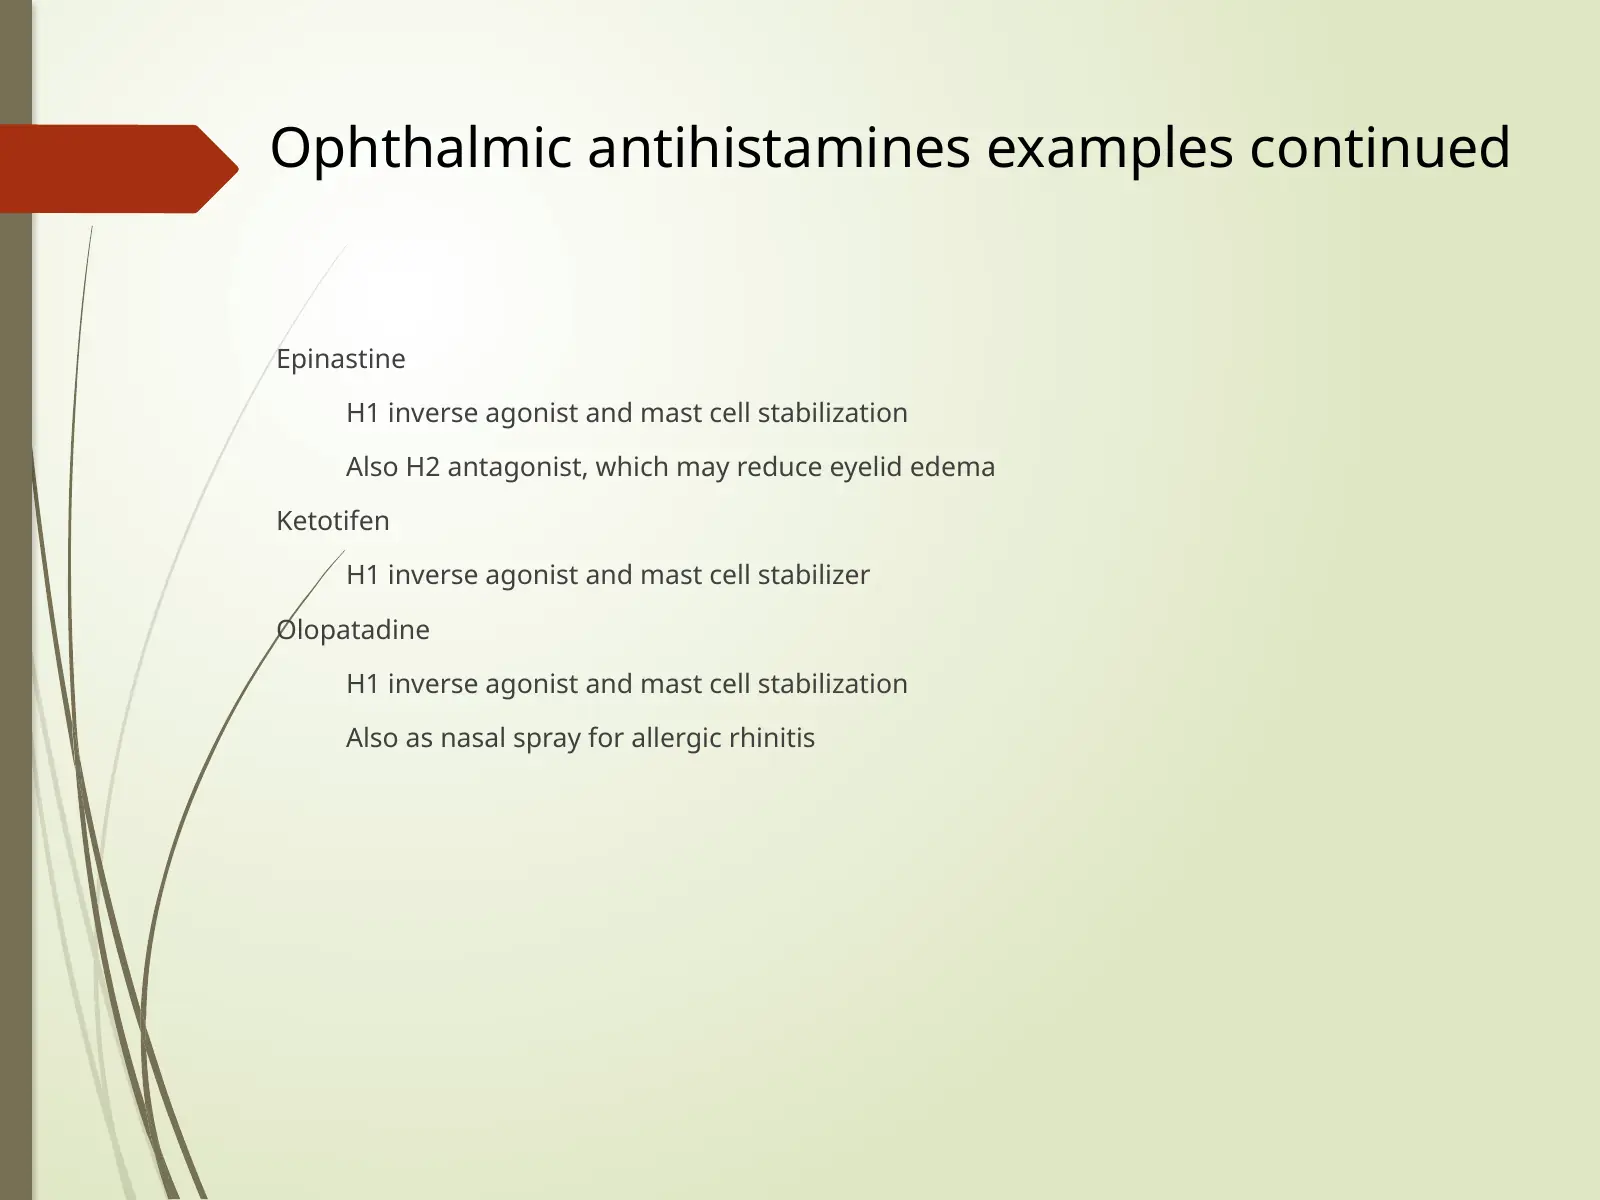 Ophthalmic antihistamines examples continued
Epinastine
H1 inverse agonist and mast cell stabilization
Also H2 antagonist, which may reduce eyelid edema
Ketotifen
H1 inverse agonist and mast cell stabilizer
Olopatadine
H1 inverse agonist and mast cell stabilization
Also as nasal spray for allergic rhinitis